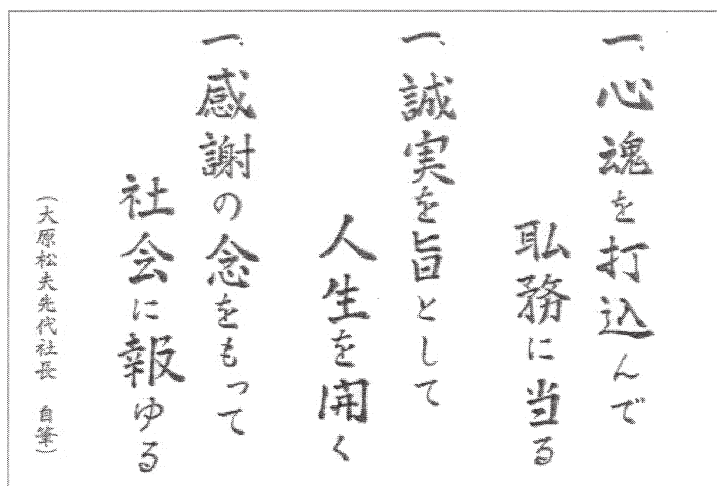 一、心魂を打込んで
耺務に当る
一、誠実を旨として
人生を開く
一、感謝の念をもって
社会に報ゆる
（大原松夫先代社長　自筆）